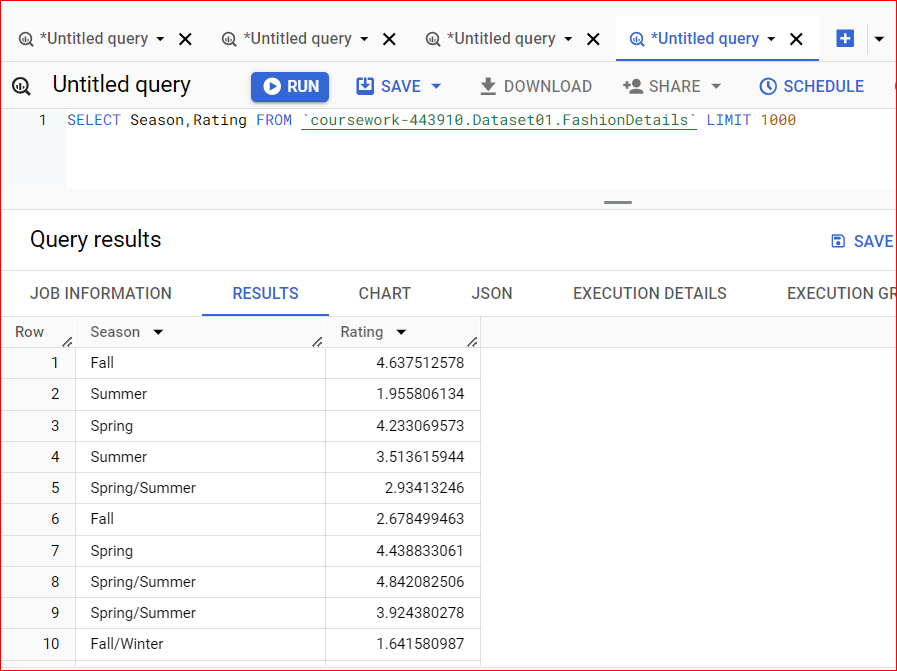 *Untitled query *Untitled query *Untitled query *Untitled query
Untitled query RUN SAVE DOWNLOAD SHARE SCHEDULE
1 SELECT Season,Rating FROM `coursework-443910.Dataset01.FashionDetails` LIMIT 1000
Query results SAVE
JOB INFORMATION RESULTS CHART JSON EXECUTION DETAILS EXECUTION GR
Row Season Rating
1 Fall 4.637512578
2 Summer 1.955806134
3 Spring 4.233069573
4 Summer 3.513615944
5 Spring/Summer 2.93413246
6 Fall 2.678499463
7 Spring 4.438833061
8 Spring/Summer 4.842082506
9 Spring/Summer 3.924380278
10 Fall/Winter 1.641580987